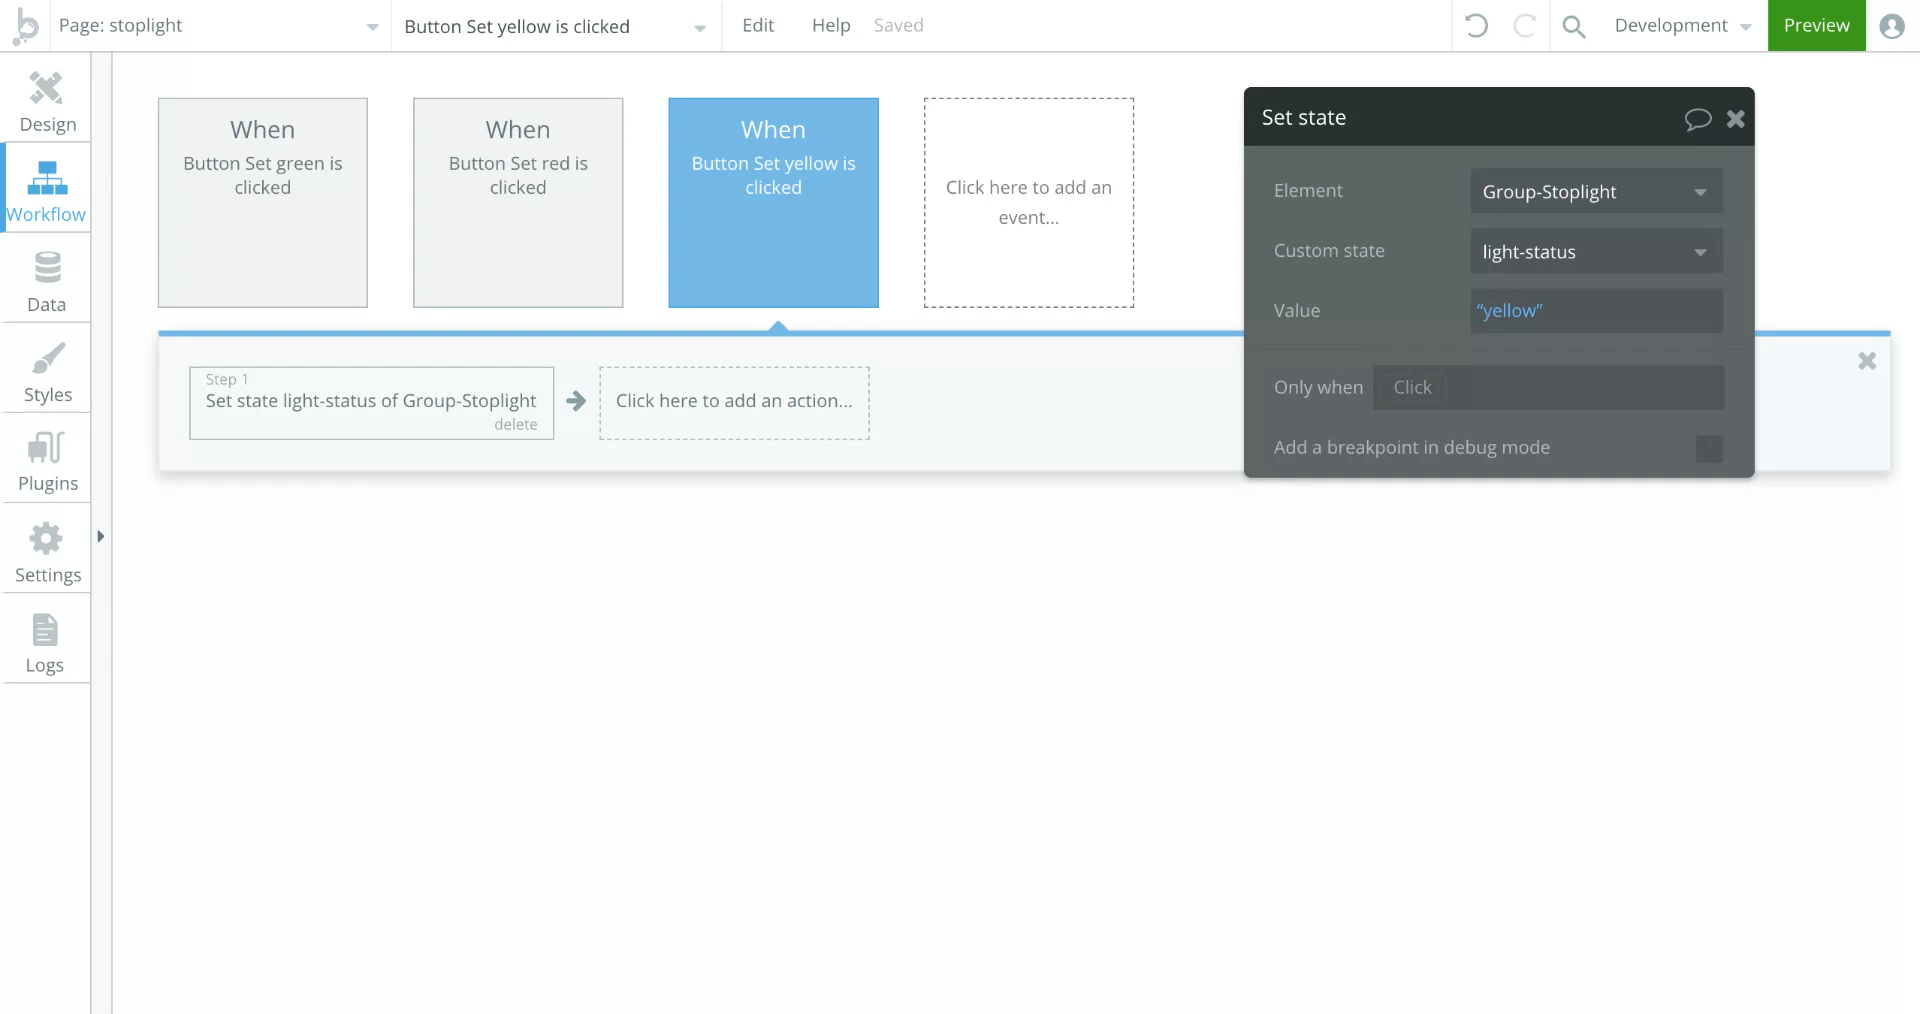 Page: stoplight
Button Set yellow is clicked
Edit
Help
Saved
Development
Preview
Design
Workflow
Data
Styles
Plugins
Settings
Logs
When
Button Set green is
clicked
When
Button Set red is
clicked
When
Button Set yellow is
clicked
Click here to add an
event...
Step 1
Set state light-status of Group-Stoplight
delete
Click here to add an action...
Set state
Element
Group-Stoplight
Custom state
light-status
Value
“yellow”
Only when
Click
Add a breakpoint in debug mode